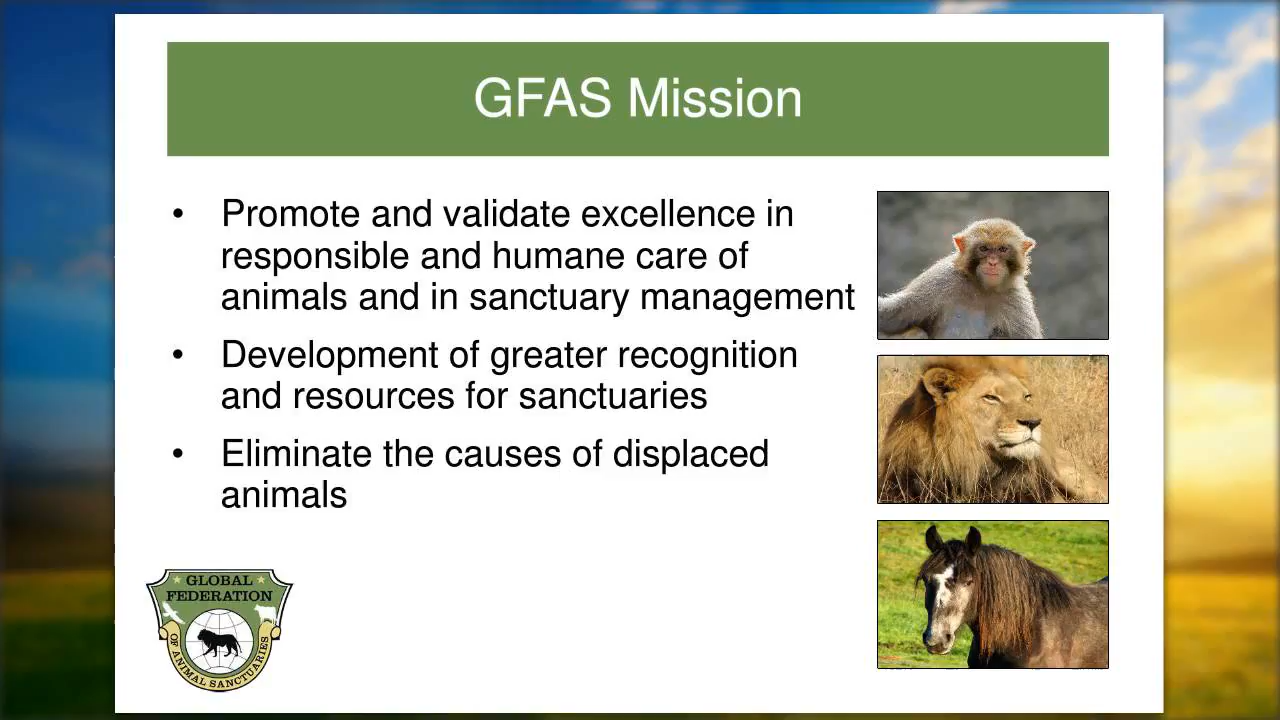 GFAS Mission
• Promote and validate excellence in
responsible and humane care of
animals and in sanctuary management
• Development of greater recognition
and resources for sanctuaries
• Eliminate the causes of displaced
animals
GLOBAL
FEDERATION
OF ANIMAL SANCTUARIES